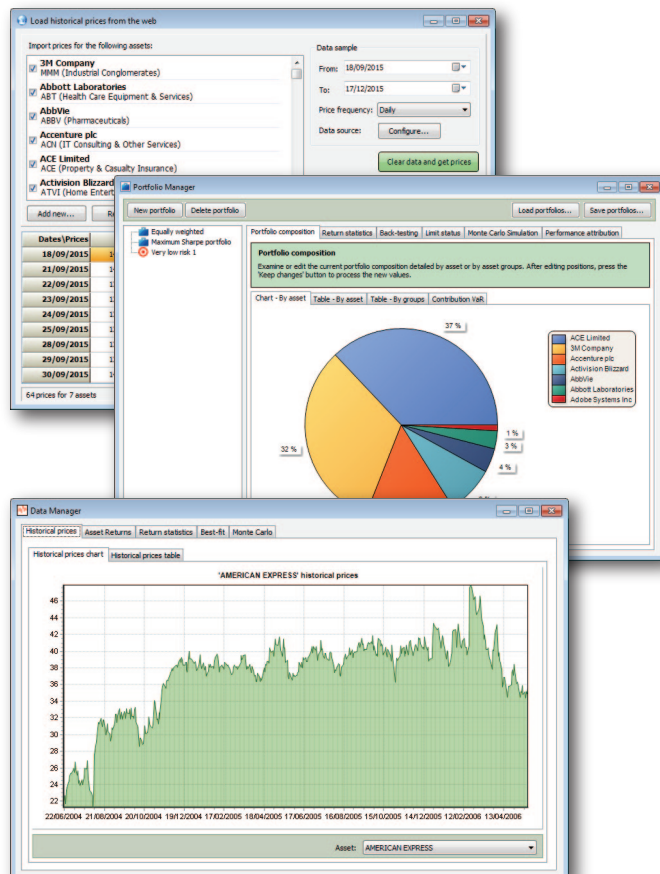 Load historical prices from the web
Import prices for the following assets:
3M Company
MMM (Industrial Conglomerates)
Abbott Laboratories
ABT (Health Care Equipment & Services)
AbbVie
ABBV (Pharmaceuticals)
Accenture plc
ACN (IT Consulting & Other Services)
ACE Limited
ACE (Property & Casualty Insurance)
Activision Blizzard
ATVI (Home
Data sample
From: 18/09/2015
To: 17/12/2015
Price frequency: Daily
Data source: Configure...
Clear data and get prices
Add new...
Dates\Prices
18/09/2015
21/09/2015
22/09/2015
23/09/2015
24/09/2015
25/09/2015
28/09/2015
29/09/2015
30/09/2015
64 prices for 7 assets
Portfolio Manager
New portfolio Delete portfolio Load portfolios... Save portfolios...
Equally weighted
Maximum Sharpe portfolio
Very low risk 1
Portfolio composition Return statistics Back-testing Limit status Monte Carlo Simulation Performance attribution
Portfolio composition
Examine or edit the current portfolio composition detailed by asset or by asset groups. After editing positions, press the
'Keep changes' button to process the new values.
Chart - By asset Table - By asset Table - By groups Contribution VaR
37 %
32 %
1 %
3 %
4 %
ACE Limited
3M Company
Accenture plc
Activision Blizzard
AbbVie
Abbott Laboratories
Adobe Systems Inc
Data Manager
Historical prices Asset Returns Return statistics Best-fit Monte Carlo
Historical prices chart Historical prices table
'AMERICAN EXPRESS' historical prices
46
44
42
40
38
36
34
32
30
28
26
24
22
22/06/2004 21/08/2004 20/10/2004 19/12/2004 17/02/2005 18/04/2005 17/06/2005 16/08/2005 15/10/2005 14/12/2005 12/02/2006 13/04/2006
Asset: AMERICAN EXPRESS